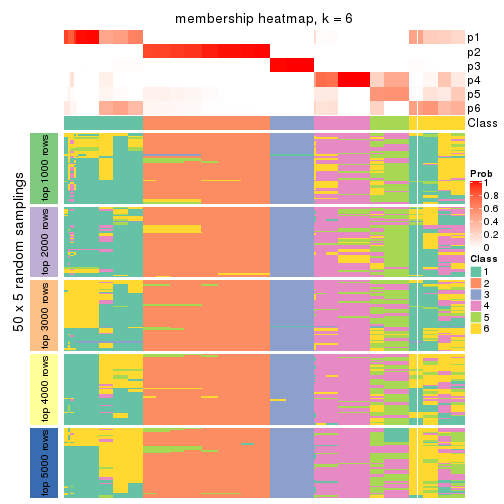 membership heatmap, k = 6
p1
p2
p3
p4
p5
p6
Class
50 x 5 random samplings
top 1000 rows
top 2000 rows
top 3000 rows
top 4000 rows
top 5000 rows
Prob
1
0.8
0.6
0.4
0.2
0
Class
1
2
3
4
5
6